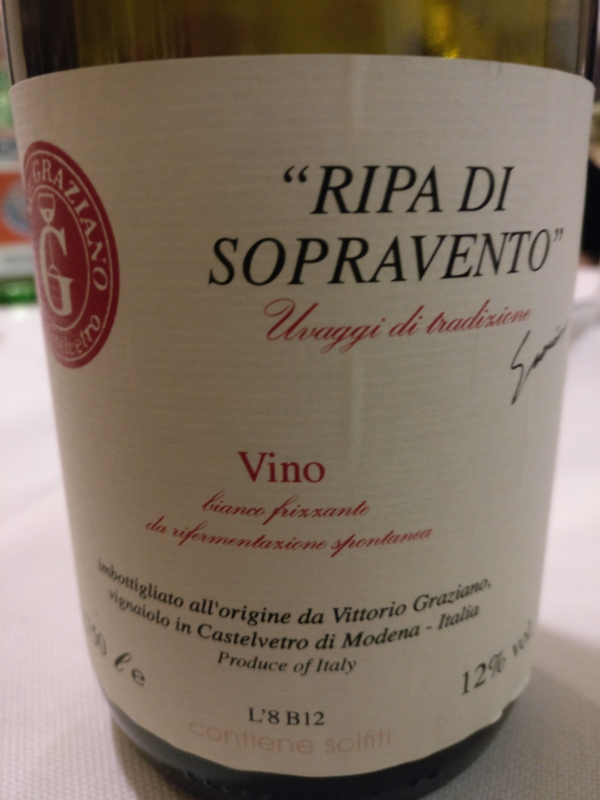 GRAZIANO
G
"RIPA DI
SOPRAVENTO"
Uvaggi di tradizione
Vino
bianco frizzante
da rifermentazione spontanea
imbottigliato all'origine da Vittorio Graziano,
vignaiolo in Castelvetro di Modena - Italia
Produce of Italy
ℓ e
12% vol.
L'8 B12
contiene solfiti